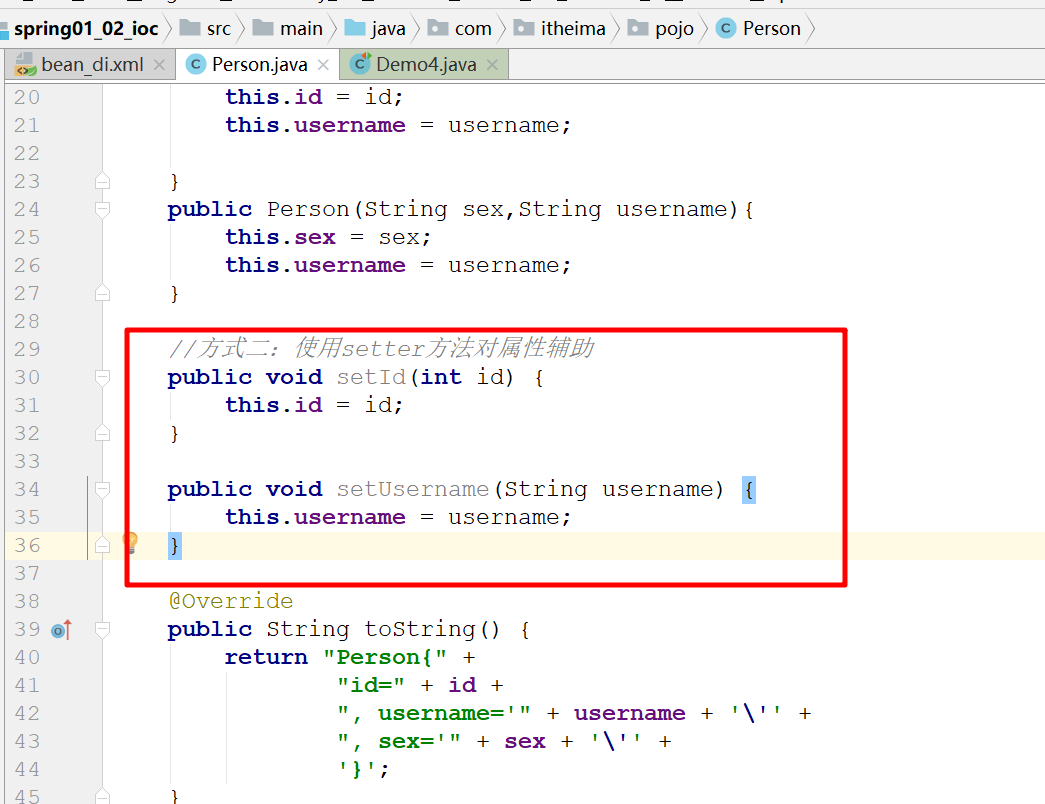 spring01_02_ioc src main java com itheima pojo Person
bean_di.xml Person.java Demo4.java
20 this.id = id;
21 this.username = username;
22
23 }
24 public Person(String sex,String username){
25 this.sex = sex;
26 this.username = username;
27 }
28
29 //方式二：使用setter方法对属性辅助
30 public void setId(int id) {
31 this.id = id;
32 }
33
34 public void setUsername(String username) {
35 this.username = username;
36 }
37
38 @Override
39 public String toString() {
40 return "Person{" +
41 "id=" + id +
42 ", username='" + username + '\'' +
43 ", sex='" + sex + '\'' +
44 '}';
45 }